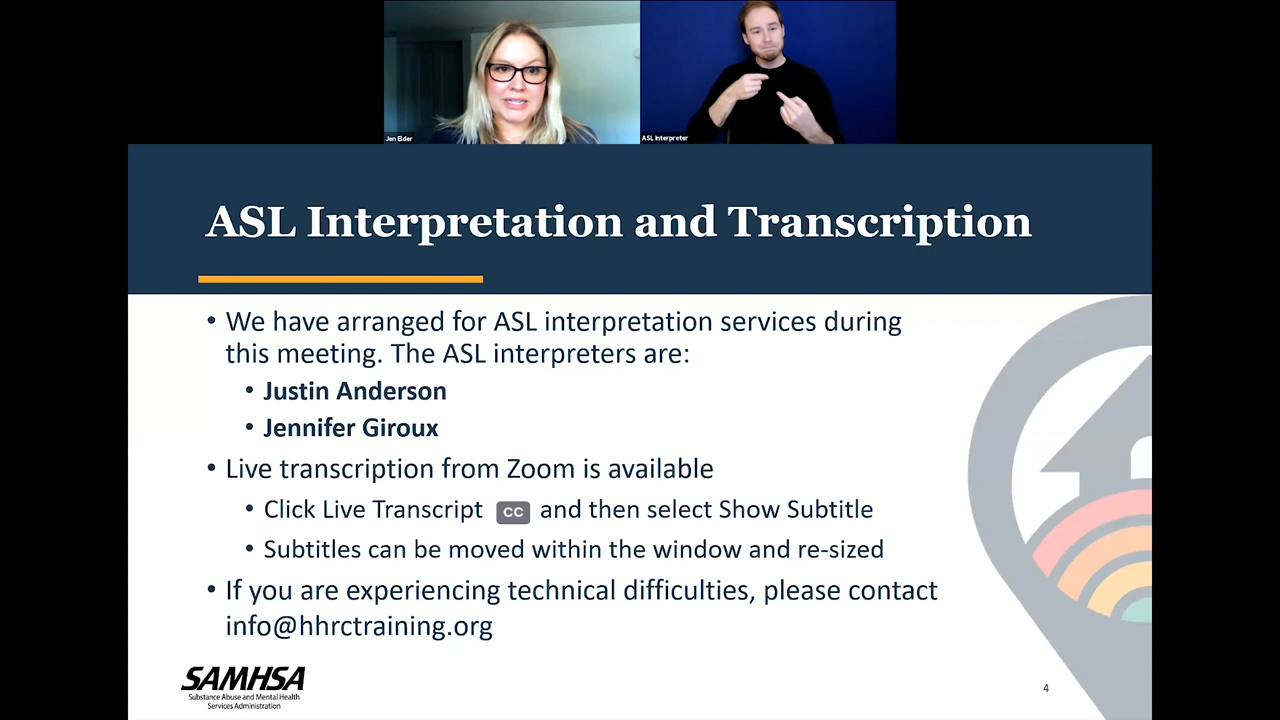 Jen Elder
ASL Interpreter
ASL Interpretation and Transcription
• We have arranged for ASL interpretation services during
this meeting. The ASL interpreters are:
• Justin Anderson
• Jennifer Giroux
• Live transcription from Zoom is available
• Click Live Transcript CC and then select Show Subtitle
• Subtitles can be moved within the window and re-sized
• If you are experiencing technical difficulties, please contact
info@hhrctraining.org
SAMHSA
Substance Abuse and Mental Health
Services Administration
4